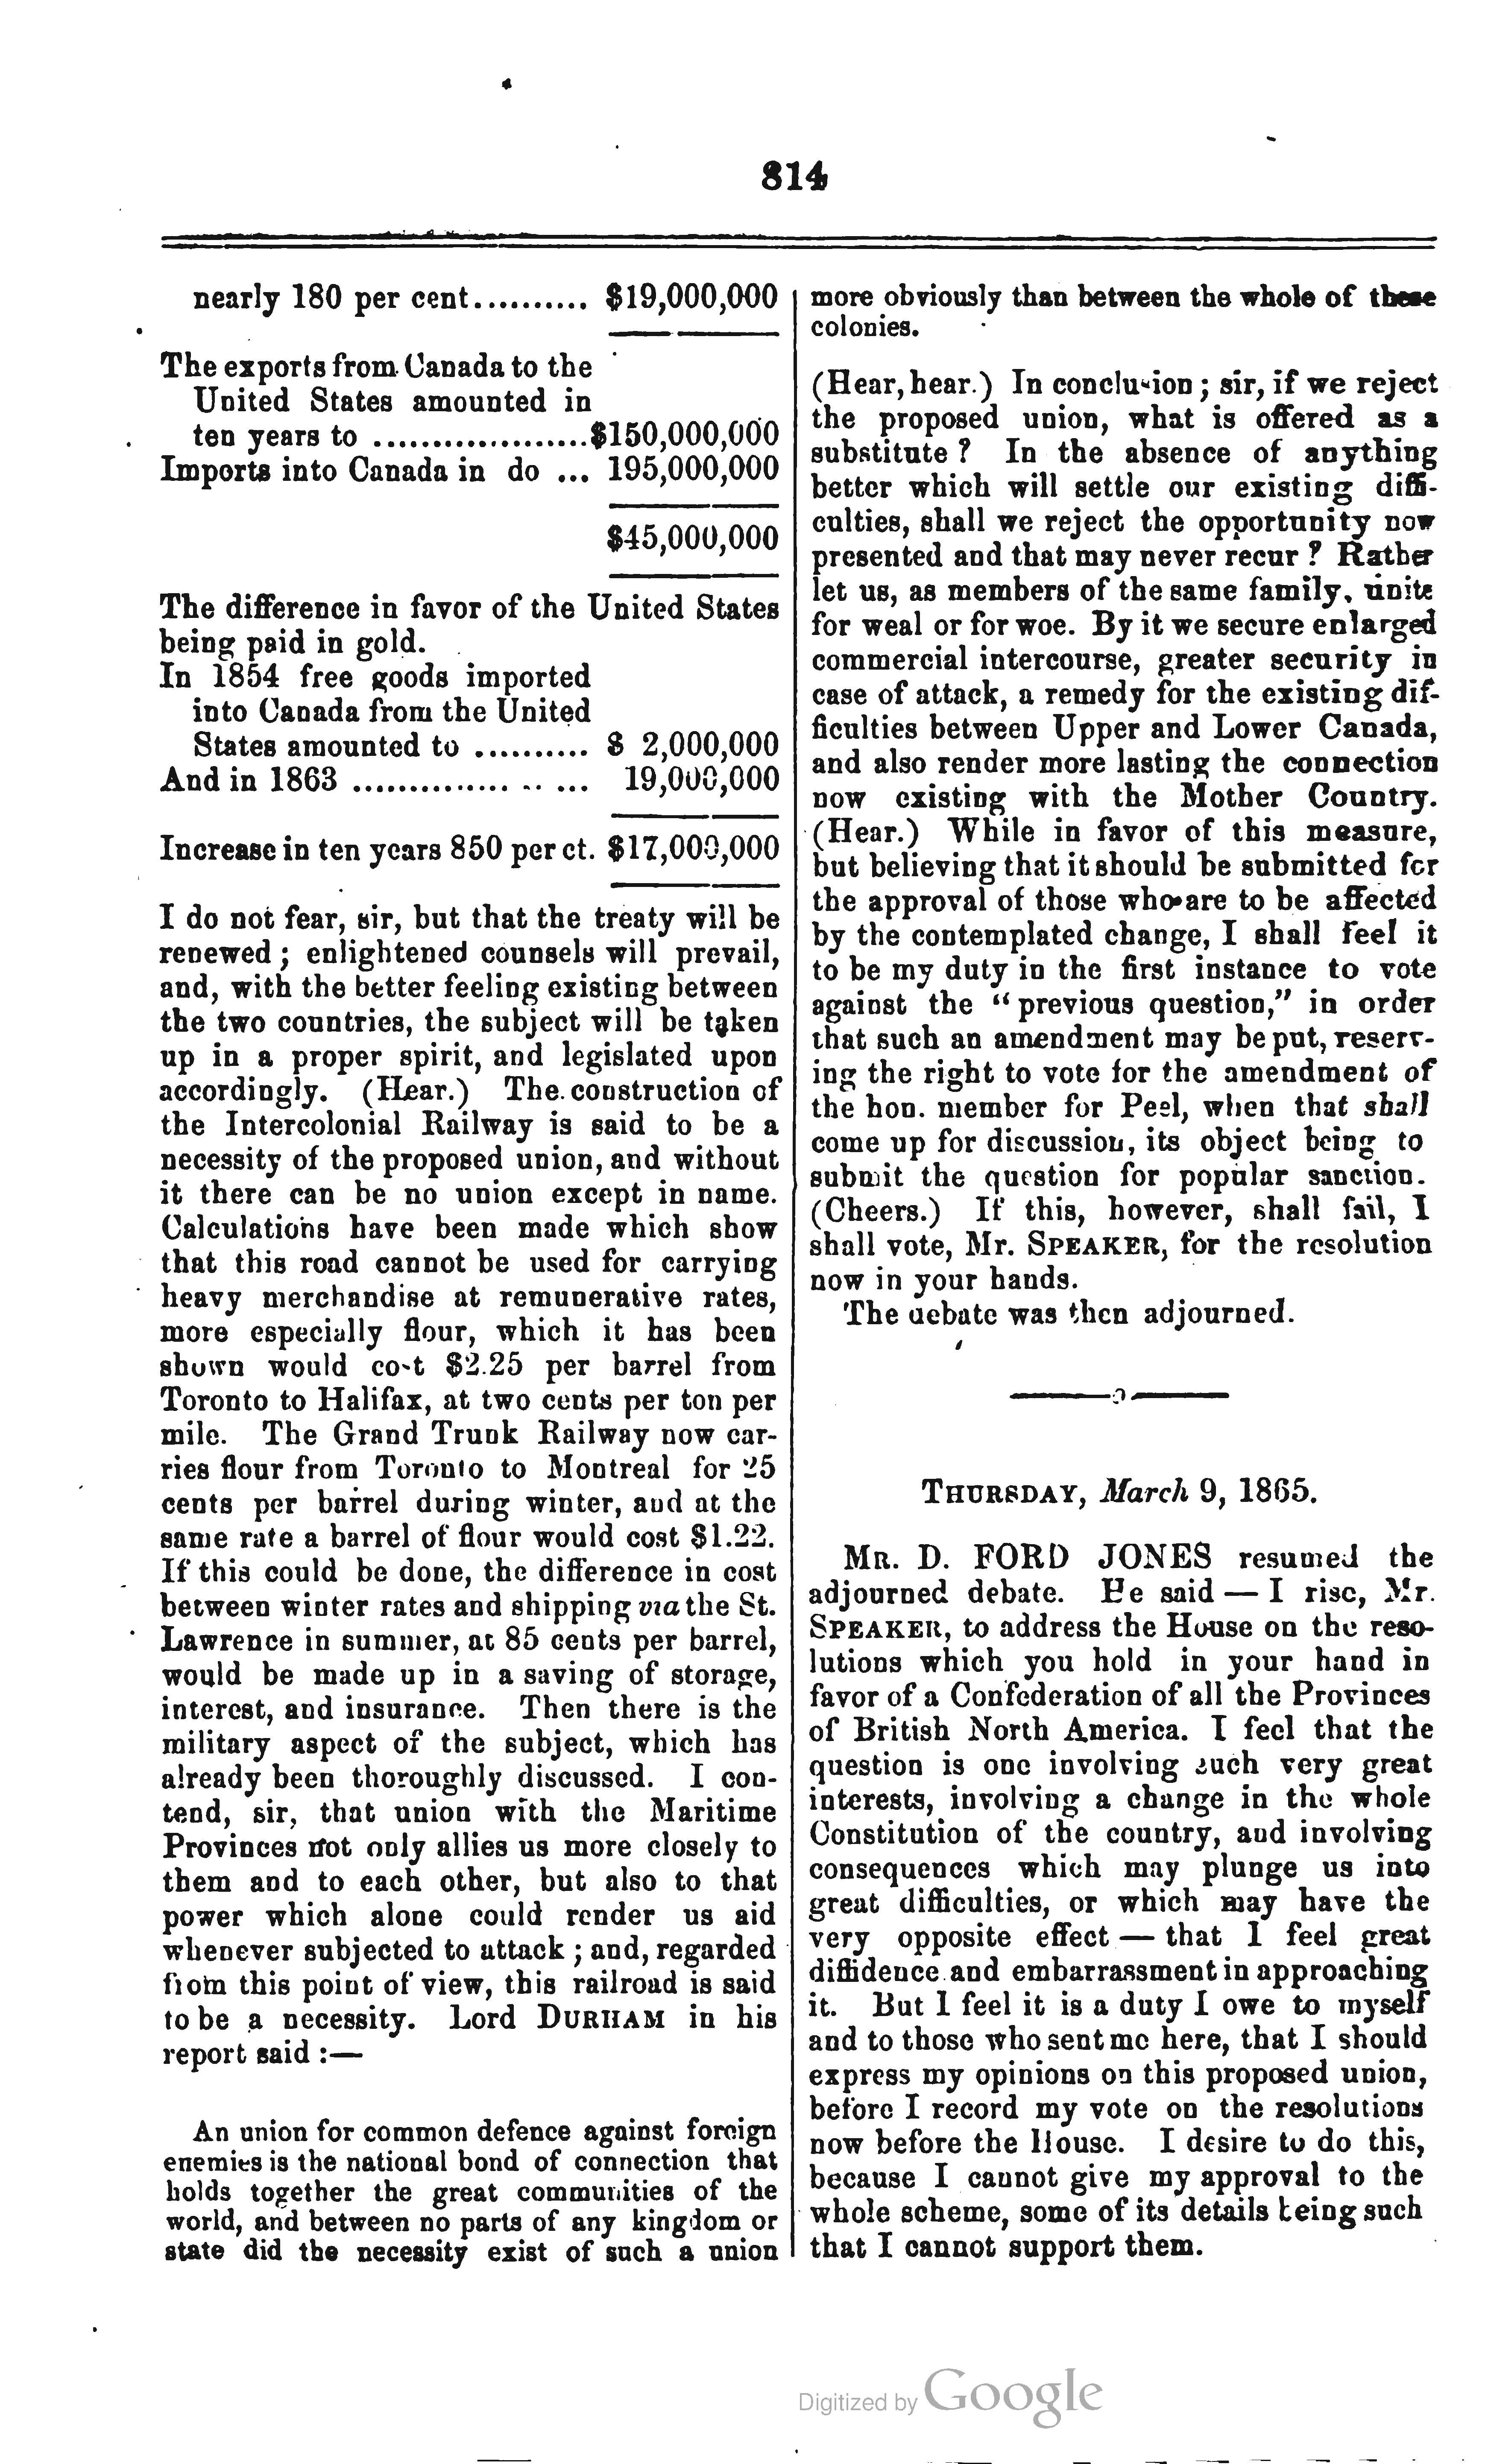 814
nearly 180 per cent.......... $19,000,000
The exports from Canada to the
United States amounted in
ten years to ...................$150,000,000
Imports into Canada in do ... 195,000,000
$45,000,000
The difference in favor of the United States
being paid in gold.
In 1854 free goods imported
into Canada from the United
States amounted to .......... $ 2,000,000
And in 1863 .............. .. ... 19,000,000
Increase in ten years 850 per ct. $17,000,000
I do not fear, sir, but that the treaty will be
renewed ; enlightened counsels will prevail,
and, with the better feeling existing between
the two countries, the subject will be taken
up in a proper spirit, and legislated upon
accordingly. (Hear.) The construction of
the Intercolonial Railway is said to be a
necessity of the proposed union, and without
it there can be no union except in name.
Calculations have been made which show
that this road cannot be used for carrying
heavy merchandise at remunerative rates,
more especially flour, which it has been
shown would cost $2.25 per barrel from
Toronto to Halifax, at two cents per ton per
mile. The Grand Trunk Railway now car-
ries flour from Toronto to Montreal for 25
cents per barrel during winter, and at the
same rate a barrel of flour would cost $1.22.
If this could be done, the difference in cost
between winter rates and shipping via the St.
Lawrence in summer, at 85 cents per barrel,
would be made up in a saving of storage,
interest, and insurance. Then there is the
military aspect of the subject, which has
already been thoroughly discussed. I con-
tend, sir, that union with the Maritime
Provinces not only allies us more closely to
them and to each other, but also to that
power which alone could render us aid
whenever subjected to attack ; and, regarded
from this point of view, this railroad is said
to be a necessity. Lord DURHAM in his
report said :—
An union for common defence against foreign
enemies is the national bond of connection that
holds together the great communities of the
world, and between no parts of any kingdom or
state did the necessity exist of such a union
more obviously than between the whole of these
colonies.
(Hear, hear.) In conclusion ; sir, if we reject
the proposed union, what is offered as a
substitute ? In the absence of anything
better which will settle our existing diffi-
culties, shall we reject the opportunity now
presented and that may never recur ? Rather
let us, as members of the same family, unite
for weal or for woe. By it we secure enlarged
commercial intercourse, greater security in
case of attack, a remedy for the existing dif-
ficulties between Upper and Lower Canada,
and also render more lasting the connection
now existing with the Mother Country.
(Hear.) While in favor of this measure,
but believing that it should be submitted for
the approval of those who are to be affected
by the contemplated change, I shall feel it
to be my duty in the first instance to vote
against the “ previous question,” in order
that such an amendment may be put, reserv-
ing the right to vote for the amendment of
the hon. member for Peel, when that shall
come up for discussion, its object being to
submit the question for popular sanction.
(Cheers.) If this, however, shall fail, I
shall vote, Mr. SPEAKER, for the resolution
now in your hands.
The debate was then adjourned.
THURSDAY, March 9, 1865.
MR. D. FORD JONES resumed the
adjourned debate. He said — I rise, Mr.
SPEAKER, to address the House on the reso-
lutions which you hold in your hand in
favor of a Confederation of all the Provinces
of British North America. I feel that the
question is one involving such very great
interests, involving a change in the whole
Constitution of the country, and involving
consequences which may plunge us into
great difficulties, or which may have the
very opposite effect — that I feel great
diffidence and embarrassment in approaching
it. But I feel it is a duty I owe to myself
and to those who sent me here, that I should
express my opinions on this proposed union,
before I record my vote on the resolutions
now before the House. I desire to do this,
because I cannot give my approval to the
whole scheme, some of its details being such
that I cannot support them.
Digitized by Google